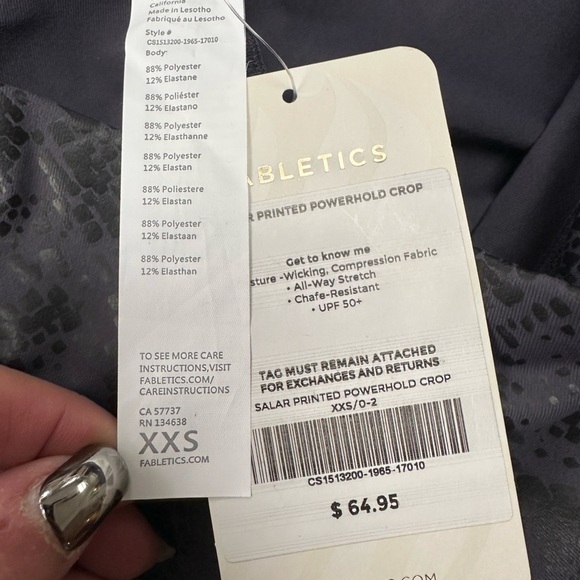 California
Made in Lesotho
Fabriqué au Lesotho
Style #
CS1513200-1965-17010
Body:
88% Polyester
12% Elastane
88% Poliéster
12% Elastano
88% Polyester
12% Elasthanne
88% Polyester
12% Elastan
88% Poliestere
12% Elastan
88% Polyester
12% Elastaan
88% Polyester
12% Elasthan
TO SEE MORE CARE
INSTRUCTIONS,VISIT
FABLETICS.COM/
CAREINSTRUCTIONS
CA 57737
RN 134638
XXS
FABLETICS.COM
ABLETICS
R PRINTED POWERHOLD CROP
Get to know me
sture -Wicking, Compression Fabric
• All-Way Stretch
• Chafe-Resistant
• UPF 50+
TAG MUST REMAIN ATTACHED
FOR EXCHANGES AND RETURNS
SALAR PRINTED POWERHOLD CROP
XXS/0-2
CS1513200-1965-17010
$ 64.95
.COM